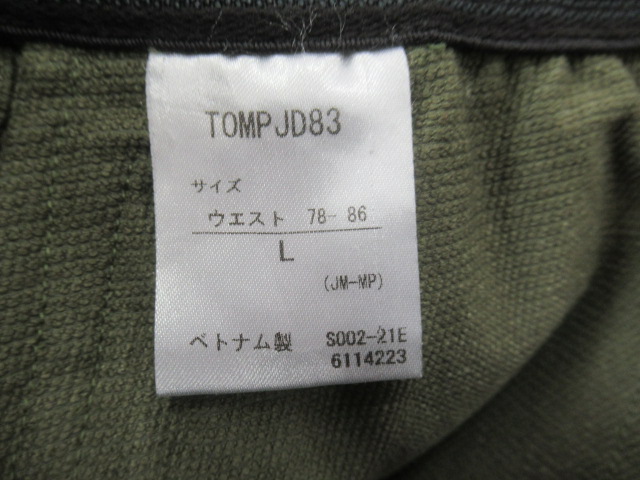 TOMPJD83
サイズ
ウエスト 78- 86
L
(JM-MP)
ベトナム製 S002-21E
6114223